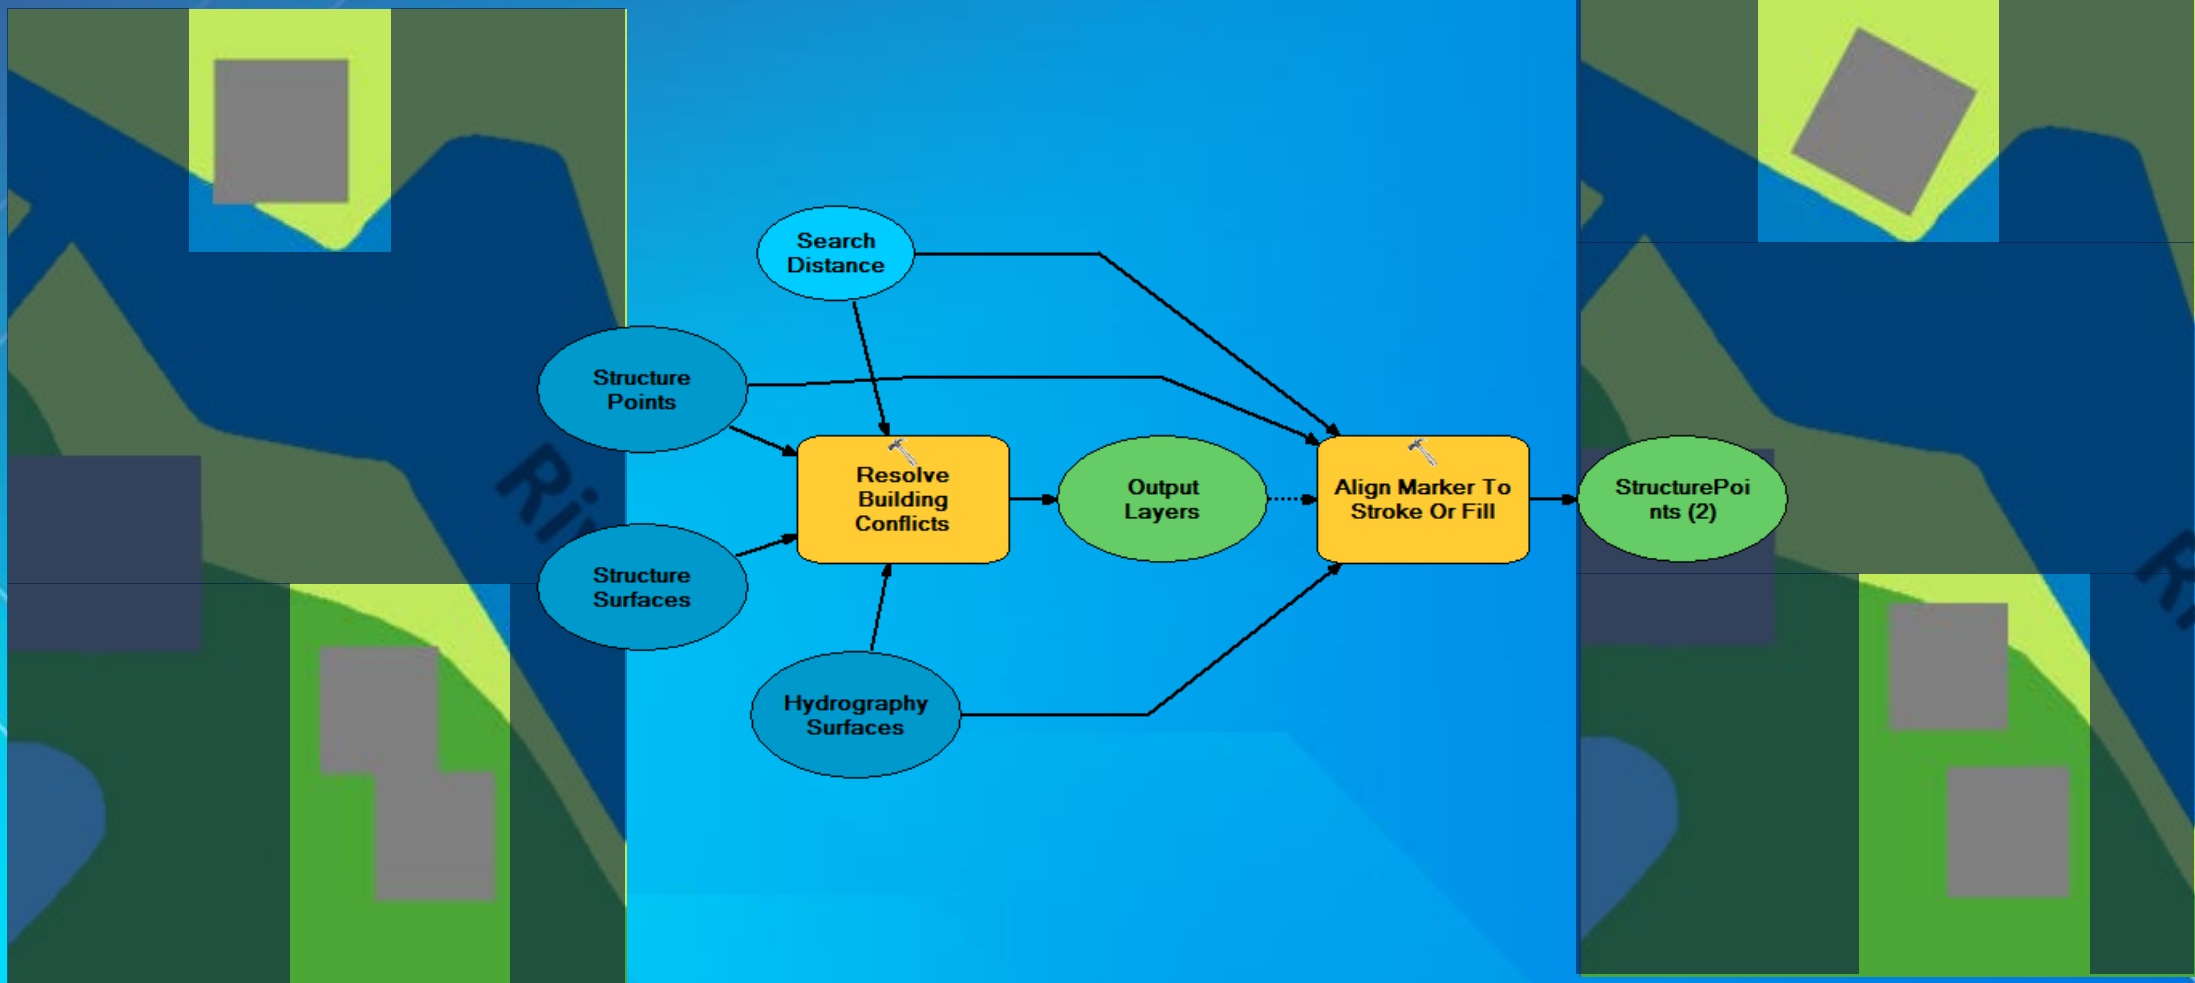 Search
Distance
Structure
Points
Resolve
Building
Conflicts
Output
Layers
Align Marker To
Stroke Or Fill
StructurePoi
nts (2)
Structure
Surfaces
Hydrography
Surfaces